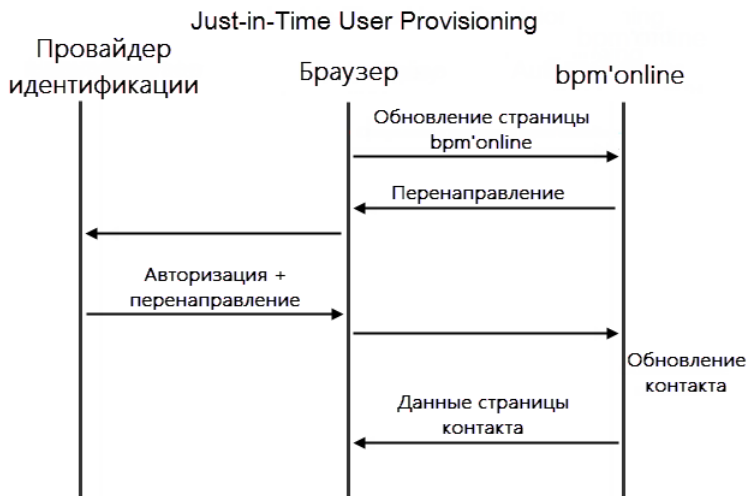 Just-in-Time User Provisioning
Провайдер
идентификации
Браузер
bpm'online
Обновление страницы
bpm'online
Перенаправление
Авторизация +
перенаправление
Обновление
контакта
Данные страницы
контакта